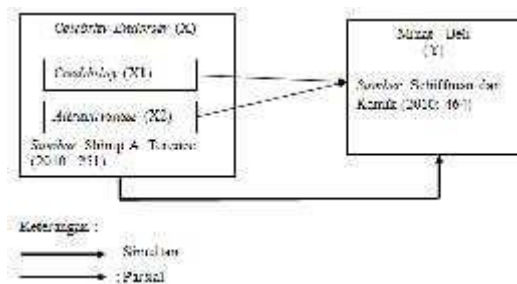 Celebrity Endorser (X)
Credibility (X1)
Attractiveness (X2)
Sumber: Shimp A. Terence
(2010: 251)
Minat Beli
(Y)
Sumber: Schiffman dan
Kanuk (2010: 464)
Keterangan :
: Simultan
: Parsial